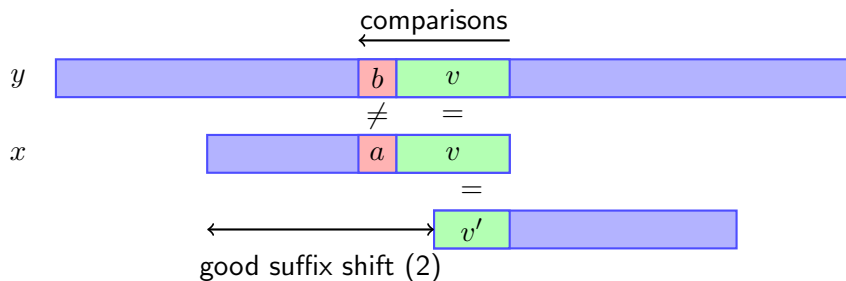 comparisons
y b v
≠ =
x a v
=
v′
good suffix shift (2)